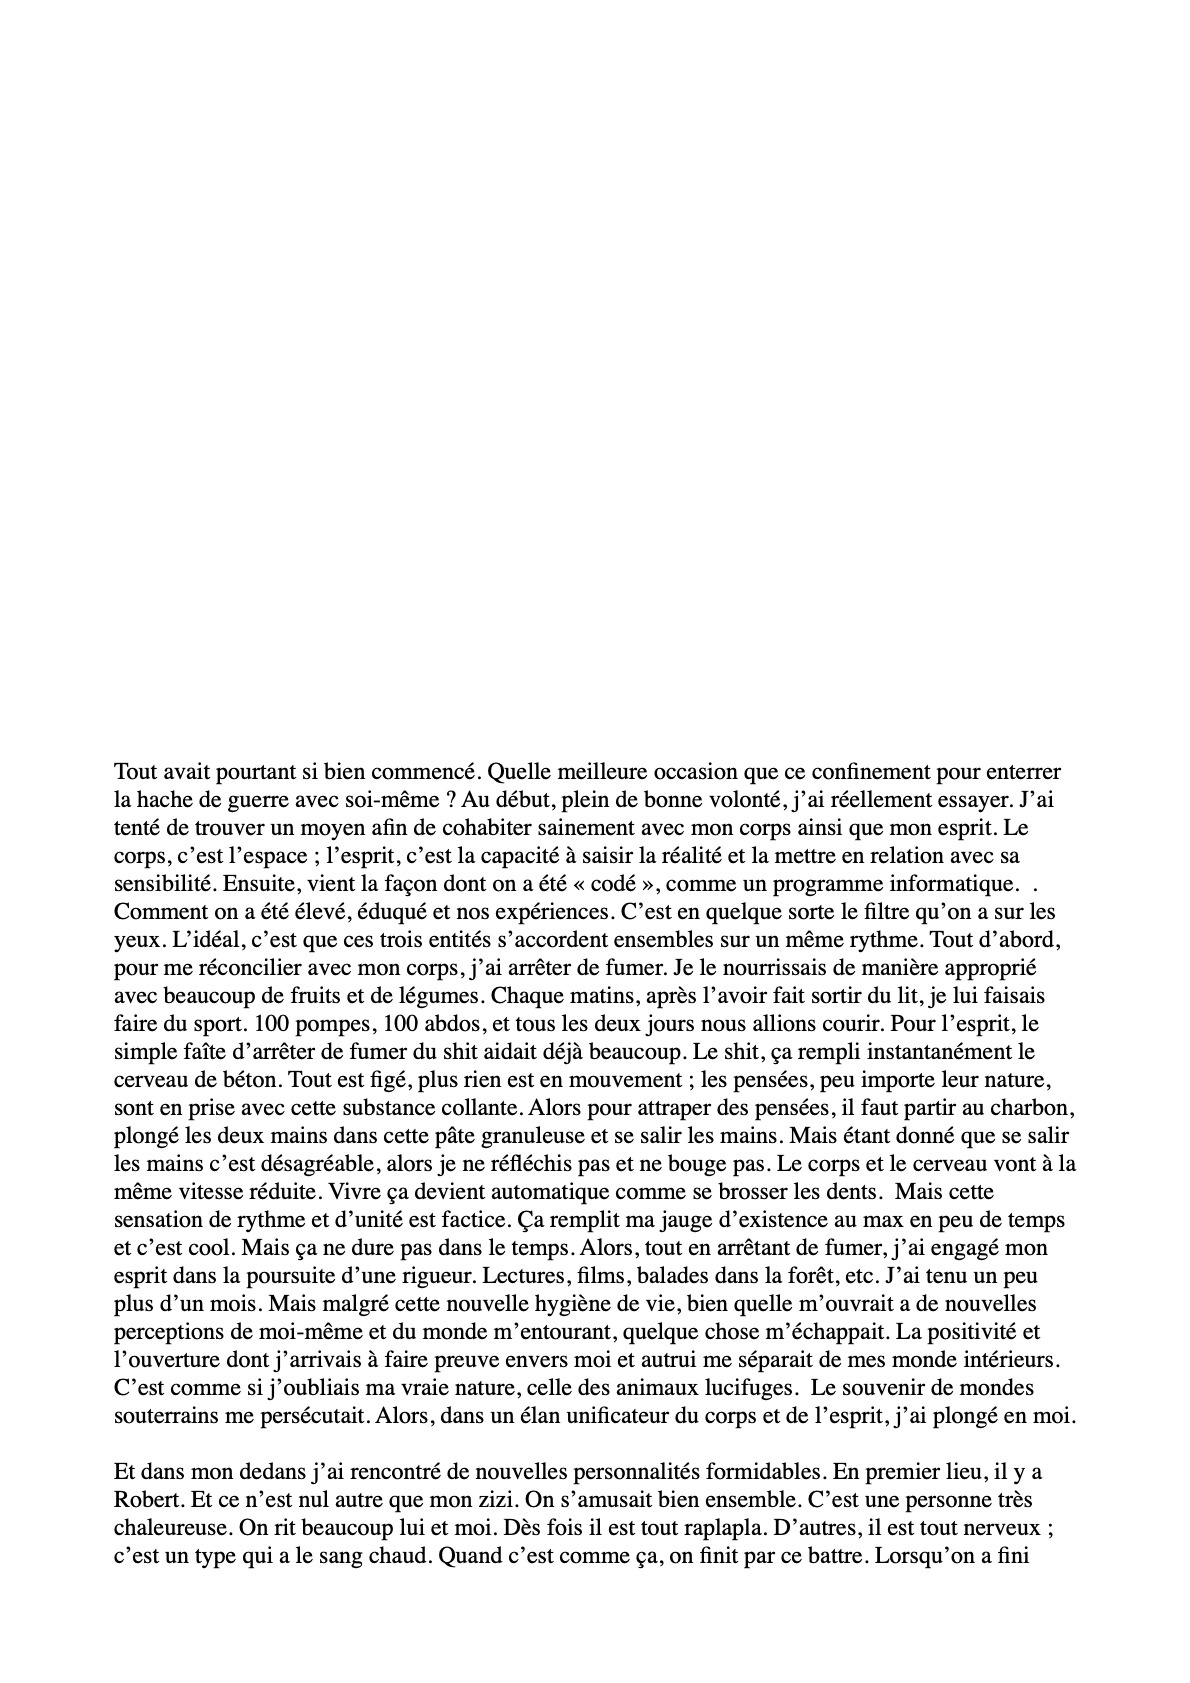 Tout avait pourtant si bien commencé. Quelle meilleure occasion que ce confinement pour enterrer
la hache de guerre avec soi-même ? Au début, plein de bonne volonté, j’ai réellement essayer. J’ai
tenté de trouver un moyen afin de cohabiter sainement avec mon corps ainsi que mon esprit. Le
corps, c’est l’espace ; l’esprit, c’est la capacité à saisir la réalité et la mettre en relation avec sa
sensibilité. Ensuite, vient la façon dont on a été « codé », comme un programme informatique.  .
Comment on a été élevé, éduqué et nos expériences. C’est en quelque sorte le filtre qu’on a sur les
yeux. L’idéal, c’est que ces trois entités s’accordent ensembles sur un même rythme. Tout d’abord,
pour me réconcilier avec mon corps, j’ai arrêter de fumer. Je le nourrissais de manière approprié
avec beaucoup de fruits et de légumes. Chaque matins, après l’avoir fait sortir du lit, je lui faisais
faire du sport. 100 pompes, 100 abdos, et tous les deux jours nous allions courir. Pour l’esprit, le
simple faîte d’arrêter de fumer du shit aidait déjà beaucoup. Le shit, ça rempli instantanément le
cerveau de béton. Tout est figé, plus rien est en mouvement ; les pensées, peu importe leur nature,
sont en prise avec cette substance collante. Alors pour attraper des pensées, il faut partir au charbon,
plongé les deux mains dans cette pâte granuleuse et se salir les mains. Mais étant donné que se salir
les mains c’est désagréable, alors je ne réfléchis pas et ne bouge pas. Le corps et le cerveau vont à la
même vitesse réduite. Vivre ça devient automatique comme se brosser les dents.  Mais cette
sensation de rythme et d’unité est factice. Ça remplit ma jauge d’existence au max en peu de temps
et c’est cool. Mais ça ne dure pas dans le temps. Alors, tout en arrêtant de fumer, j’ai engagé mon
esprit dans la poursuite d’une rigueur. Lectures, films, balades dans la forêt, etc. J’ai tenu un peu
plus d’un mois. Mais malgré cette nouvelle hygiène de vie, bien quelle m’ouvrait a de nouvelles
perceptions de moi-même et du monde m’entourant, quelque chose m’échappait. La positivité et
l’ouverture dont j’arrivais à faire preuve envers moi et autrui me séparait de mes monde intérieurs.
C’est comme si j’oubliais ma vraie nature, celle des animaux lucifuges.  Le souvenir de mondes
souterrains me persécutait. Alors, dans un élan unificateur du corps et de l’esprit, j’ai plongé en moi.
Et dans mon dedans j’ai rencontré de nouvelles personnalités formidables. En premier lieu, il y a
Robert. Et ce n’est nul autre que mon zizi. On s’amusait bien ensemble. C’est une personne très
chaleureuse. On rit beaucoup lui et moi. Dès fois il est tout raplapla. D’autres, il est tout nerveux ;
c’est un type qui a le sang chaud. Quand c’est comme ça, on finit par ce battre. Lorsqu’on a fini